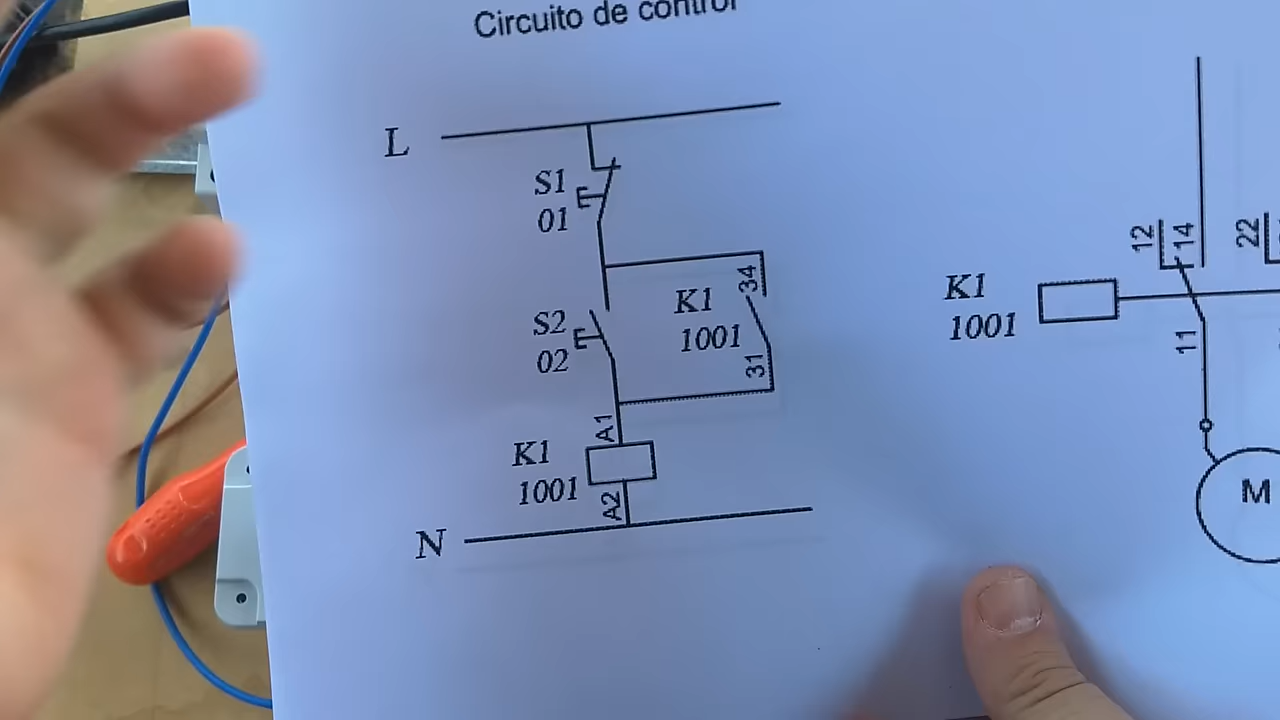 Circuito de control
L
S1
01
S2
02
K1
1001
34
31
A1
K1
1001
A2
N
K1
1001
12
14
11
22
M